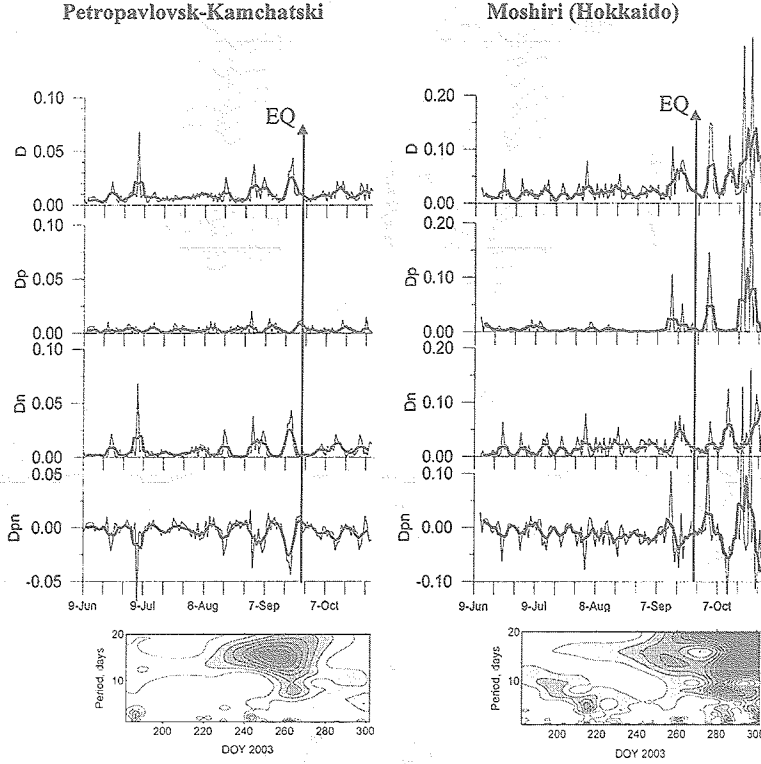 Petropavlovsk-Kamchatski
Moshiri (Hokkaido)
0.10
EQ
D
0.05
0.00
0.10
Dp
0.05
0.00
0.10
Dn
0.05
0.00
0.05
Dpn
0.00
-0.05
9-Jun 9-Jul 8-Aug 7-Sep 7-Oct
0.20
EQ
D
0.10
0.00
0.20
Dp
0.10
0.00
0.20
Dn
0.10
0.00
0.10
Dpn
0.00
-0.10
9-Jun 9-Jul 8-Aug 7-Sep 7-Oct
20
Period, days
10
200 220 240 260 280 300
DOY 2003
20
Period, days
10
200 220 240 260 280 300
DOY 2003